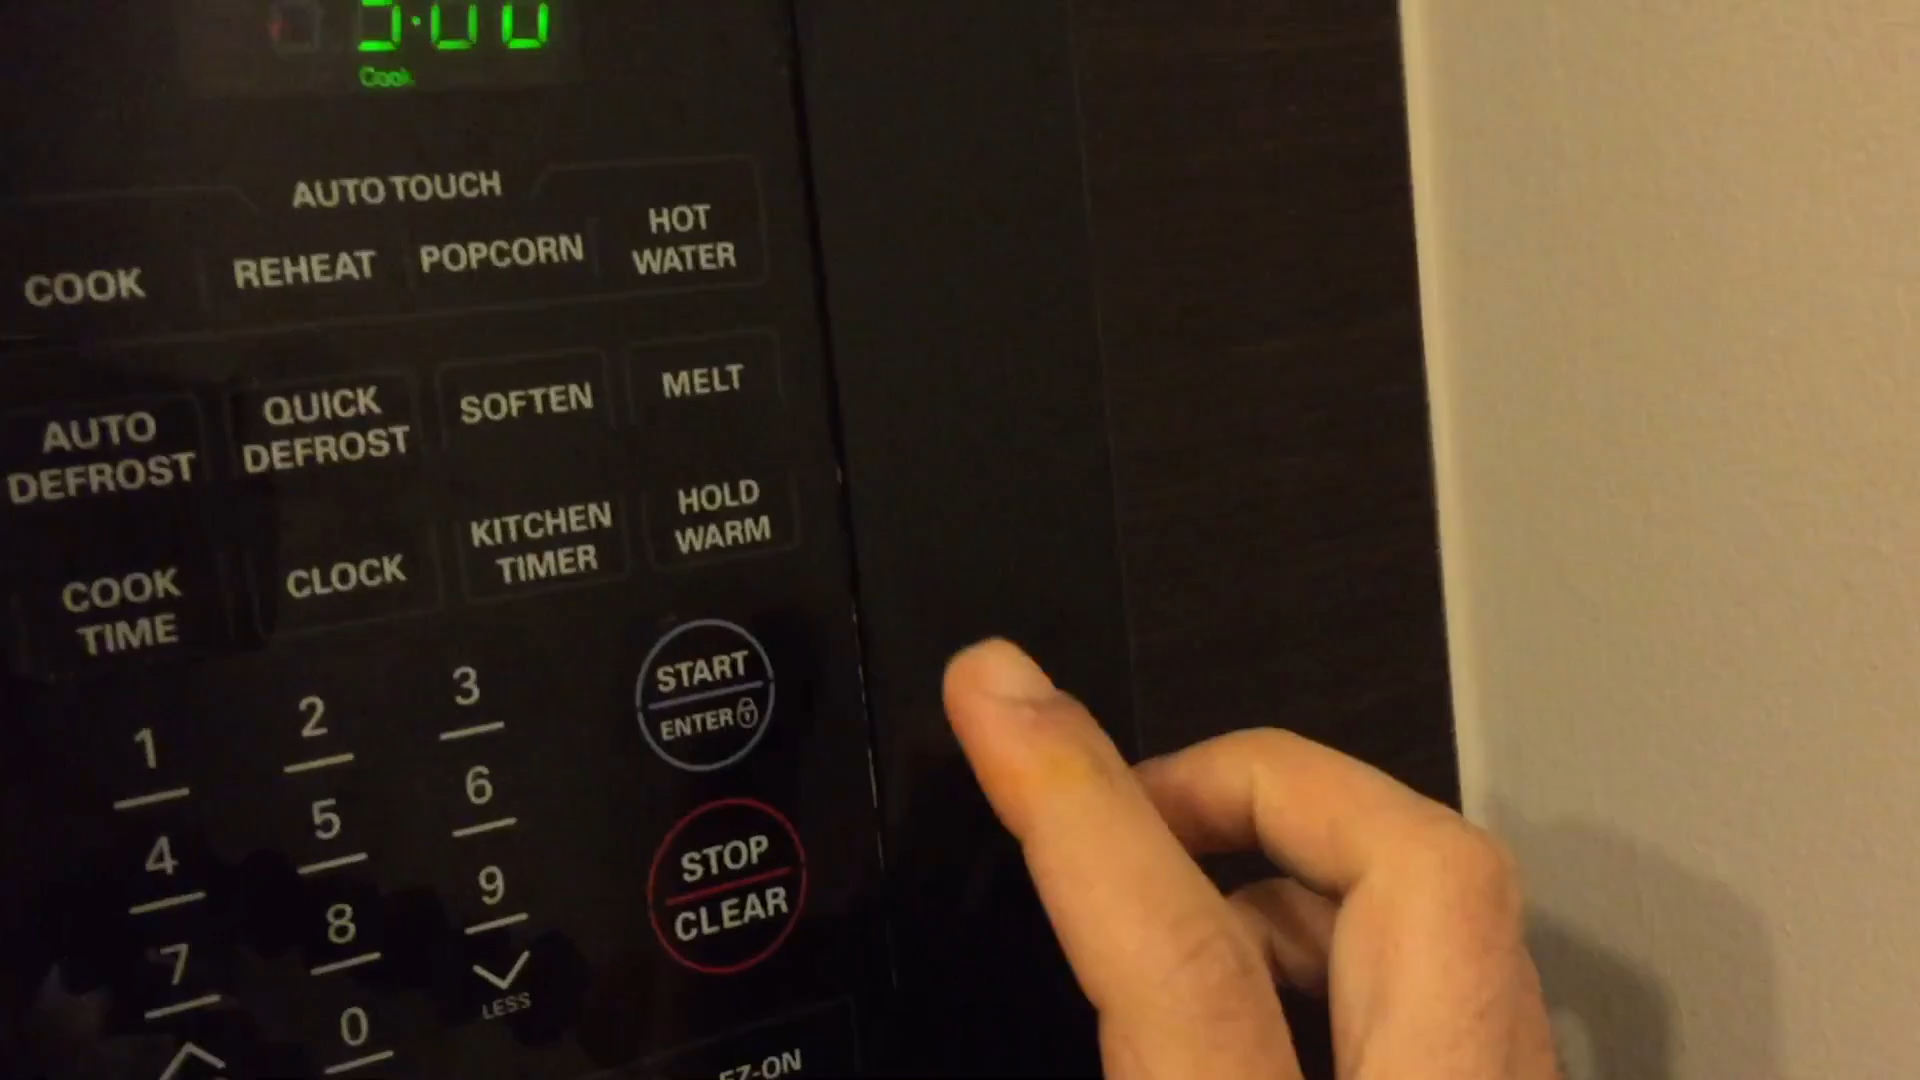 Cook
AUTO TOUCH
COOK REHEAT POPCORN HOT WATER
AUTO DEFROST QUICK DEFROST SOFTEN MELT
COOK TIME CLOCK KITCHEN TIMER HOLD WARM
1 2 3 START
ENTER
4 5 6
7 8 9 STOP
CLEAR
0 LESS
EZ-ON